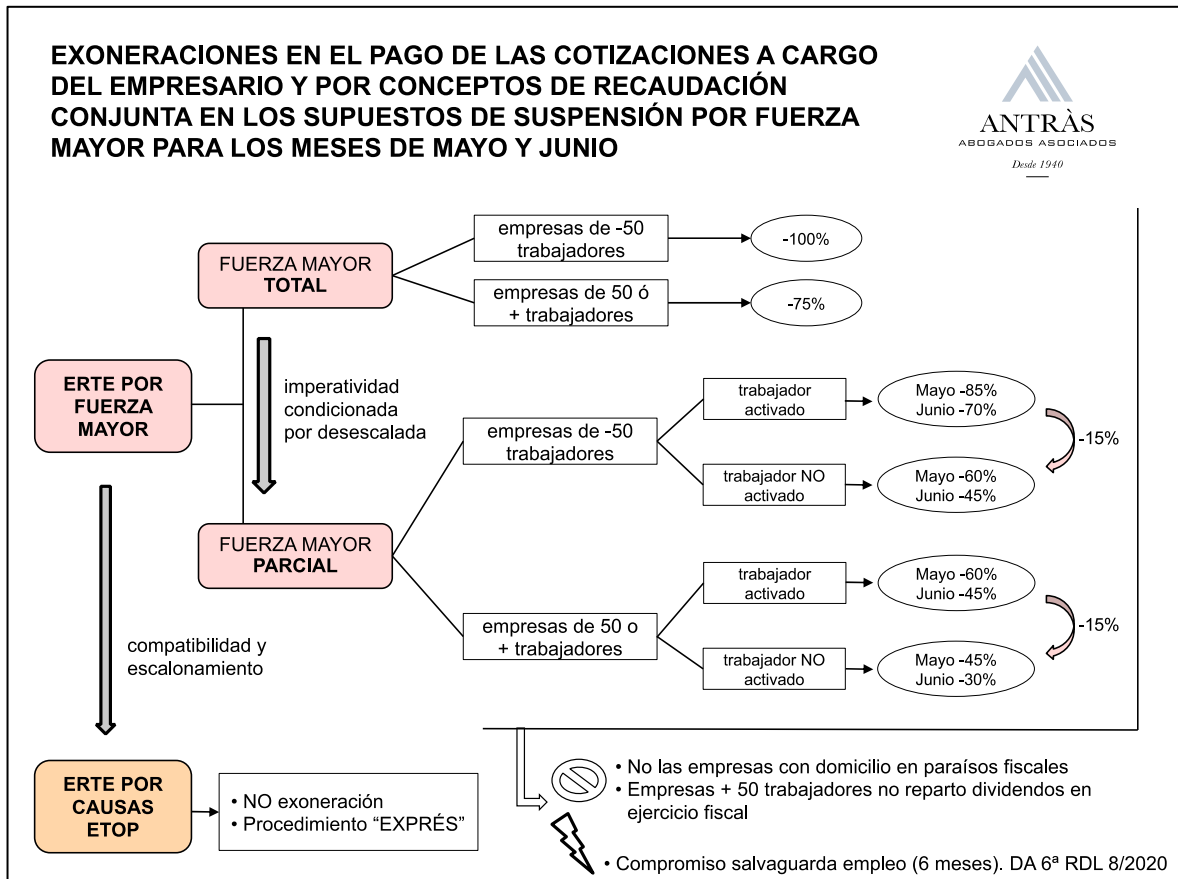 EXONERACIONES EN EL PAGO DE LAS COTIZACIONES A CARGO
DEL EMPRESARIO Y POR CONCEPTOS DE RECAUDACIÓN
CONJUNTA EN LOS SUPUESTOS DE SUSPENSIÓN POR FUERZA
MAYOR PARA LOS MESES DE MAYO Y JUNIO
ANTRÀS
ABOGADOS ASOCIADOS
Desde 1940
empresas de -50
trabajadores
-100%
FUERZA MAYOR
TOTAL
empresas de 50 ó
+ trabajadores
-75%
ERTE POR
FUERZA
MAYOR
imperatividad
condicionada
por desescalada
empresas de -50
trabajadores
trabajador
activado
Mayo -85%
Junio -70%
-15%
trabajador NO
activado
Mayo -60%
Junio -45%
FUERZA MAYOR
PARCIAL
trabajador
activado
Mayo -60%
Junio -45%
empresas de 50 o
+ trabajadores
-15%
trabajador NO
activado
Mayo -45%
Junio -30%
compatibilidad y
escalonamiento
ERTE POR
CAUSAS
ETOP
• NO exoneración
• Procedimiento “EXPRÉS”
• No las empresas con domicilio en paraísos fiscales
• Empresas + 50 trabajadores no reparto dividendos en
ejercicio fiscal
• Compromiso salvaguarda empleo (6 meses). DA 6ª RDL 8/2020